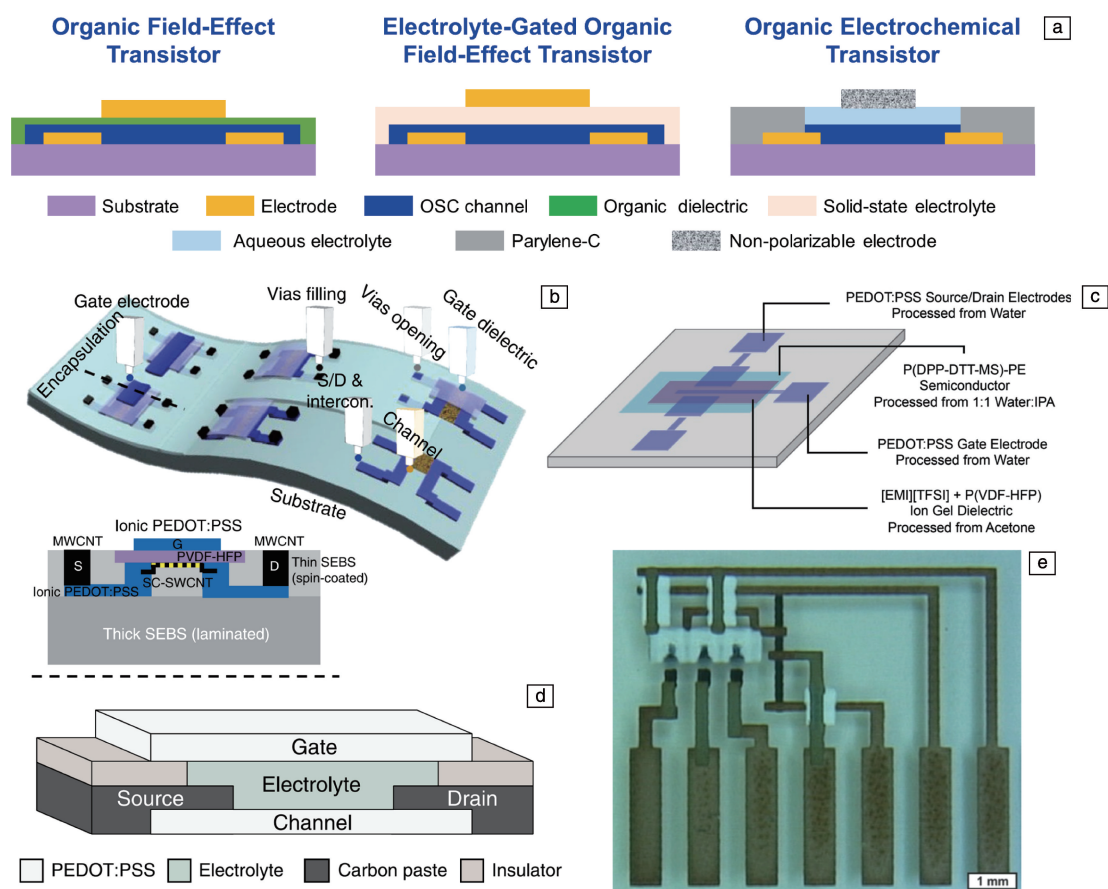 Organic Field-Effect
Transistor
Electrolyte-Gated Organic
Field-Effect Transistor
Organic Electrochemical
Transistor
a
Substrate
Electrode
OSC channel
Organic dielectric
Solid-state electrolyte
Aqueous electrolyte
Parylene-C
Non-polarizable electrode
b
Gate electrode
Vias filling
Vias opening
Gate dielectric
Encapsulation
S/D &
intercon.
Channel
Substrate
Ionic PEDOT:PSS
MWCNT
MWCNT
G
PVDF-HFP
S
D
Thin SEBS
(spin-coated)
SC-SWCNT
Ionic PEDOT:PSS
Thick SEBS (laminated)
c
PEDOT:PSS Source/Drain Electrodes
Processed from Water
P(DPP-DTT-MS)-PE
Semiconductor
Processed from 1:1 Water:IPA
PEDOT:PSS Gate Electrode
Processed from Water
[EMI][TFSI] + P(VDF-HFP)
Ion Gel Dielectric
Processed from Acetone
d
Gate
Electrolyte
Source
Drain
Channel
PEDOT:PSS
Electrolyte
Carbon paste
Insulator
e
1 mm